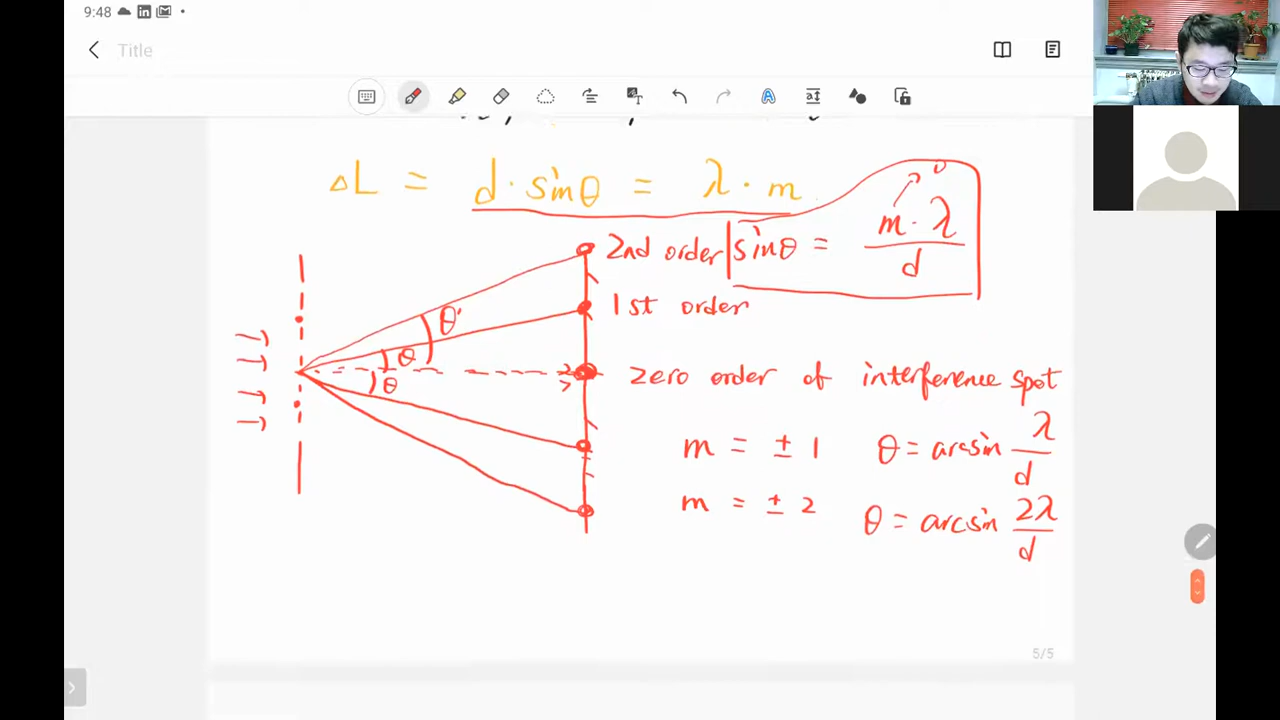 9:48
Title
ΔL = d · sinθ = λ · m
2nd order
sinθ = m · λ / d
0
1st order
θ'
θ
θ
zero order of interference spot
m = ± 1 θ = arcsin λ / d
m = ± 2 θ = arcsin 2λ / d
5/5